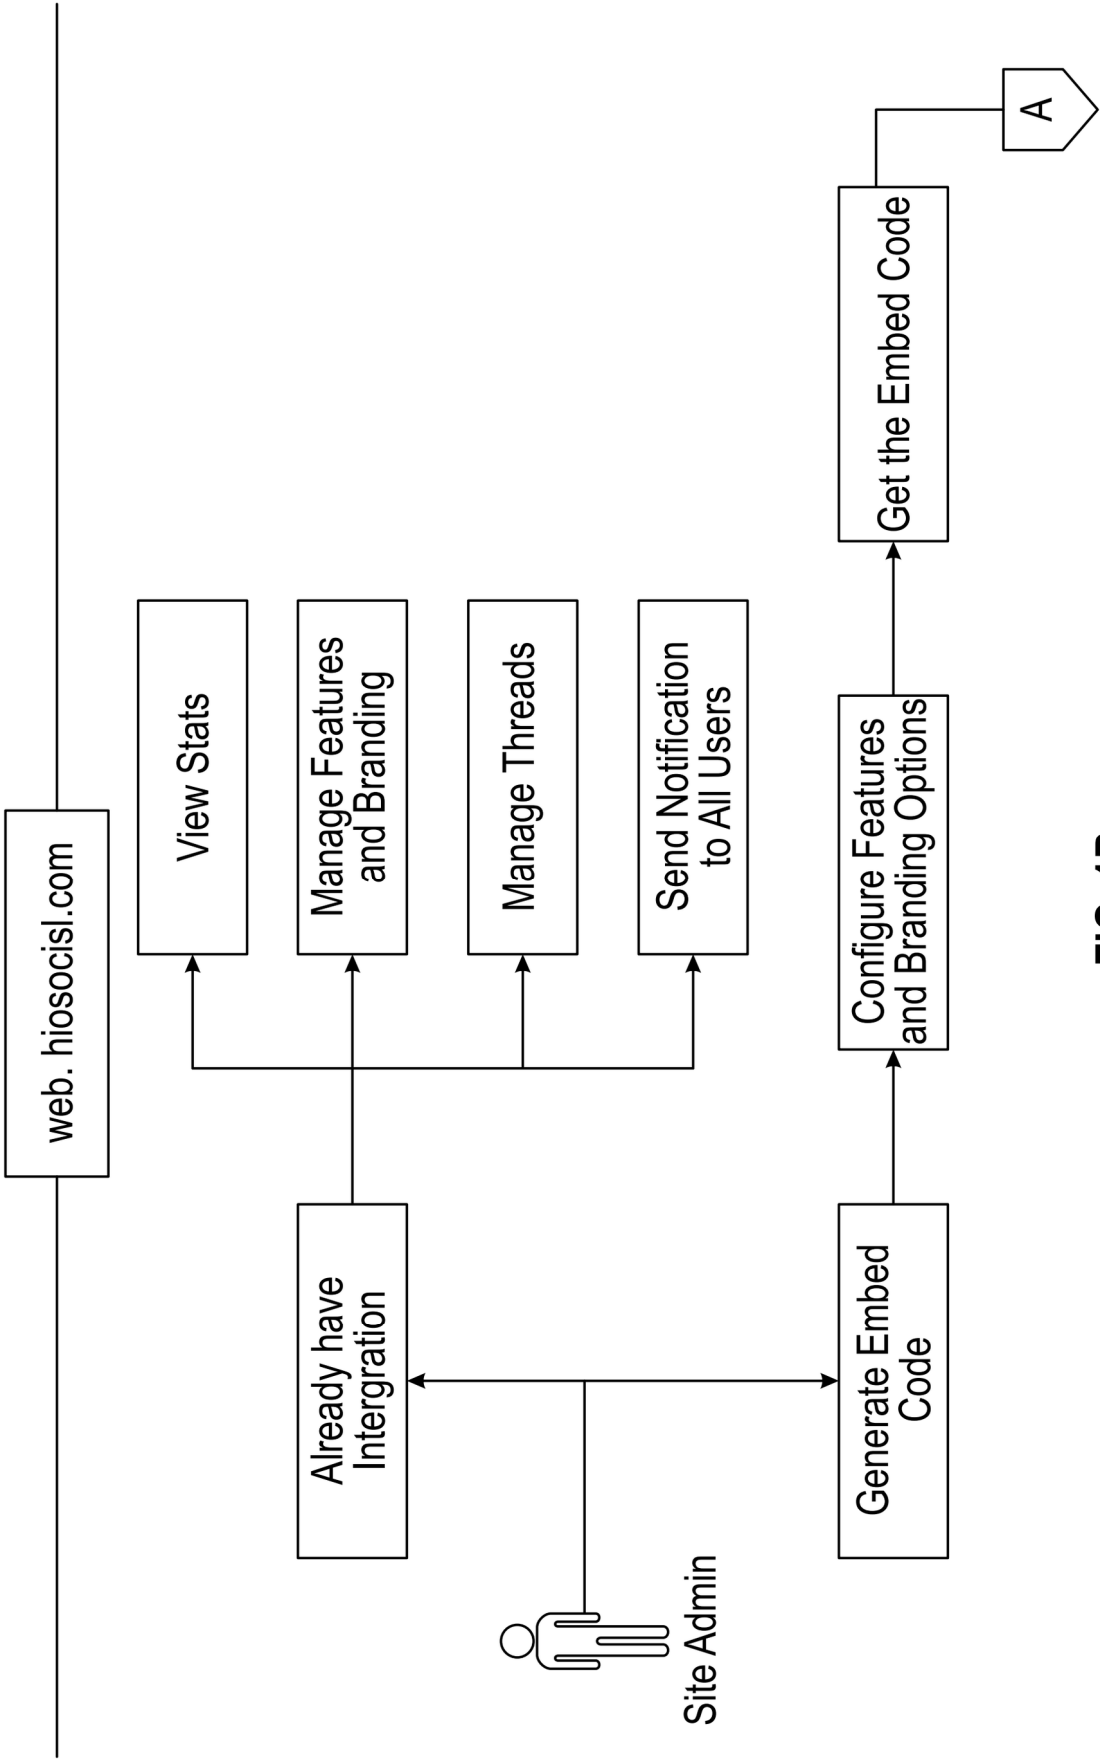 web. hiosocisl.com
View Stats
Manage Features
and Branding
Manage Threads
Send Notification
to All Users
Already have
Intergration
Site Admin
Generate Embed
Code
Configure Features
and Branding Options
Get the Embed Code
A